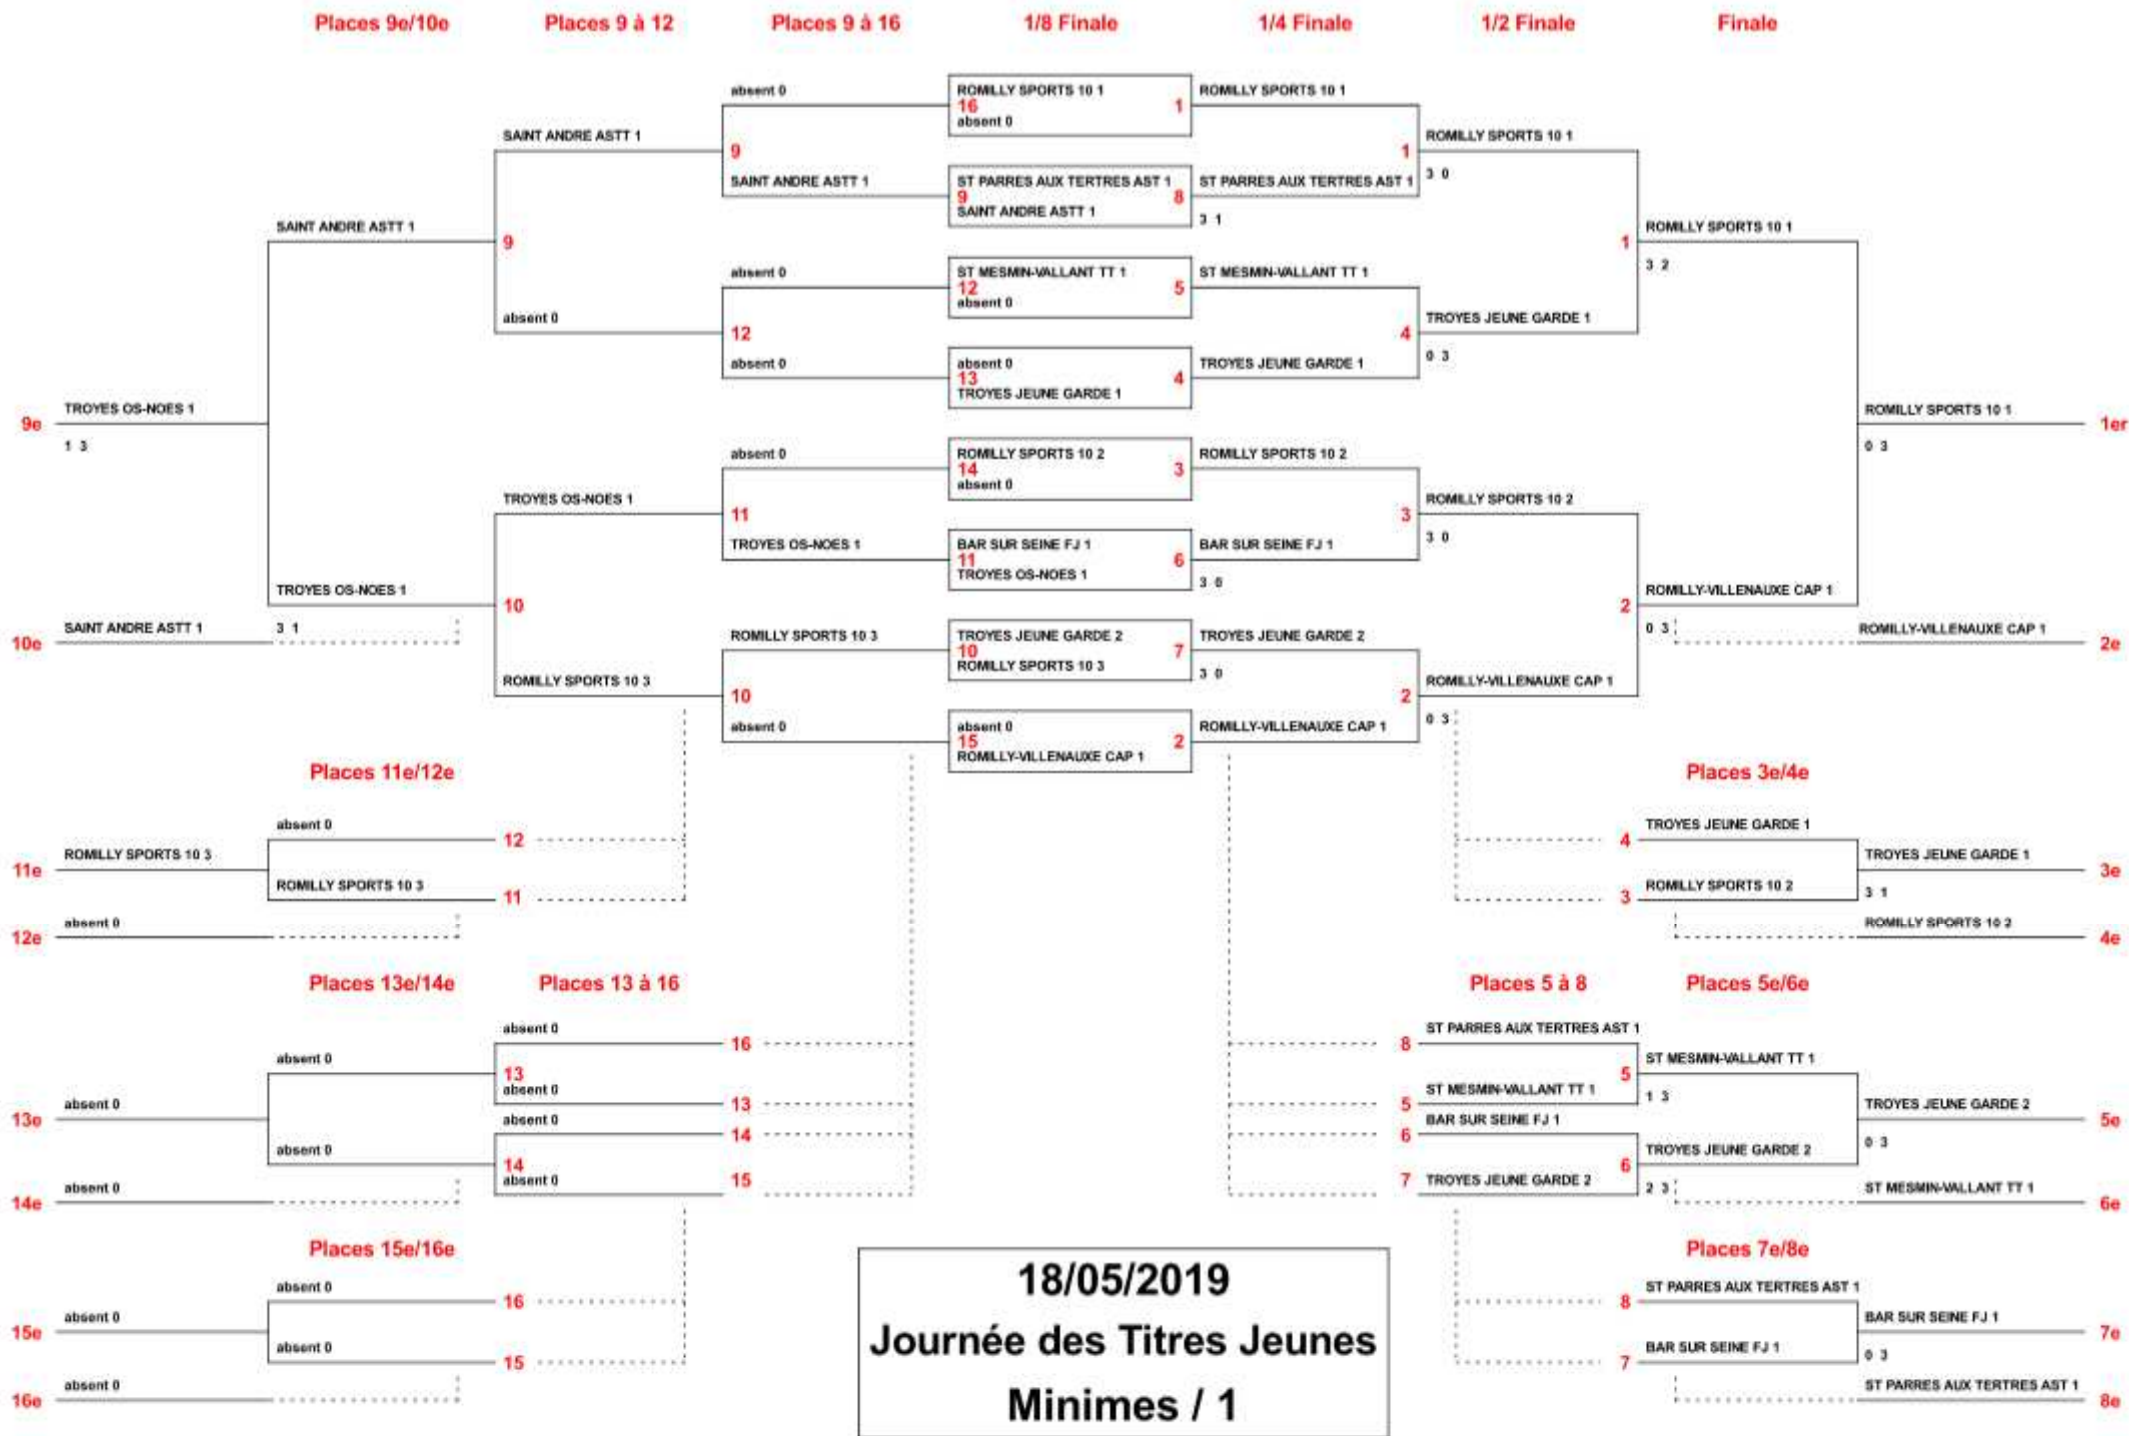 Places 9e/10e Places 9 à 12 Places 9 à 16 1/8 Finale 1/4 Finale 1/2 Finale Finale
absent 0 ROMILLY SPORTS 10 1 ROMILLY SPORTS 10 1
16 1
absent 0
SAINT ANDRE ASTT 1 ROMILLY SPORTS 10 1
9 1
3 0
SAINT ANDRE ASTT 1 ST PARRES AUX TERTRES AST 1 ST PARRES AUX TERTRES AST 1
9 8
SAINT ANDRE ASTT 1 3 1
SAINT ANDRE ASTT 1 ROMILLY SPORTS 10 1
9 1
3 2
absent 0 ST MESMIN-VALLANT TT 1 ST MESMIN-VALLANT TT 1
12 5
absent 0
absent 0 TROYES JEUNE GARDE 1
12 4
0 3
absent 0 absent 0 TROYES JEUNE GARDE 1
13 4
TROYES JEUNE GARDE 1
TROYES OS-NOES 1 ROMILLY SPORTS 10 1
9e 1er
1 3 0 3
absent 0 ROMILLY SPORTS 10 2 ROMILLY SPORTS 10 2
14 3
absent 0
TROYES OS-NOES 1 ROMILLY SPORTS 10 2
11 3
3 0
TROYES OS-NOES 1 BAR SUR SEINE FJ 1 BAR SUR SEINE FJ 1
11 6
TROYES OS-NOES 1 3 0
TROYES OS-NOES 1 ROMILLY-VILLENAUXE CAP 1
10 2
SAINT ANDRE ASTT 1 3 1 0 3 ROMILLY-VILLENAUXE CAP 1
10e 2e
ROMILLY SPORTS 10 3 TROYES JEUNE GARDE 2 TROYES JEUNE GARDE 2
10 7
ROMILLY SPORTS 10 3 3 0
ROMILLY SPORTS 10 3 ROMILLY-VILLENAUXE CAP 1
10 2
0 3
absent 0 absent 0 ROMILLY-VILLENAUXE CAP 1
15 2
ROMILLY-VILLENAUXE CAP 1
Places 11e/12e Places 3e/4e
absent 0 TROYES JEUNE GARDE 1
12 4
ROMILLY SPORTS 10 3 TROYES JEUNE GARDE 1
11e 3e
ROMILLY SPORTS 10 3 ROMILLY SPORTS 10 2 3 1
11 3
absent 0 ROMILLY SPORTS 10 2
12e 4e
Places 13e/14e Places 13 à 16 Places 5 à 8 Places 5e/6e
absent 0 ST PARRES AUX TERTRES AST 1
16 8
absent 0 ST MESMIN-VALLANT TT 1
13 5
absent 0 ST MESMIN-VALLANT TT 1 1 3
13 5
absent 0 TROYES JEUNE GARDE 2
13e 5e
absent 0 BAR SUR SEINE FJ 1
14 6
0 3
absent 0 TROYES JEUNE GARDE 2
14 6
absent 0 TROYES JEUNE GARDE 2 2 3
15 7
absent 0 ST MESMIN-VALLANT TT 1
14e 6e
Places 15e/16e Places 7e/8e
absent 0 ST PARRES AUX TERTRES AST 1
16 8
absent 0 BAR SUR SEINE FJ 1
15e 7e
absent 0 BAR SUR SEINE FJ 1 0 3
15 7
absent 0 ST PARRES AUX TERTRES AST 1
16e 8e
18/05/2019
Journée des Titres Jeunes
Minimes / 1